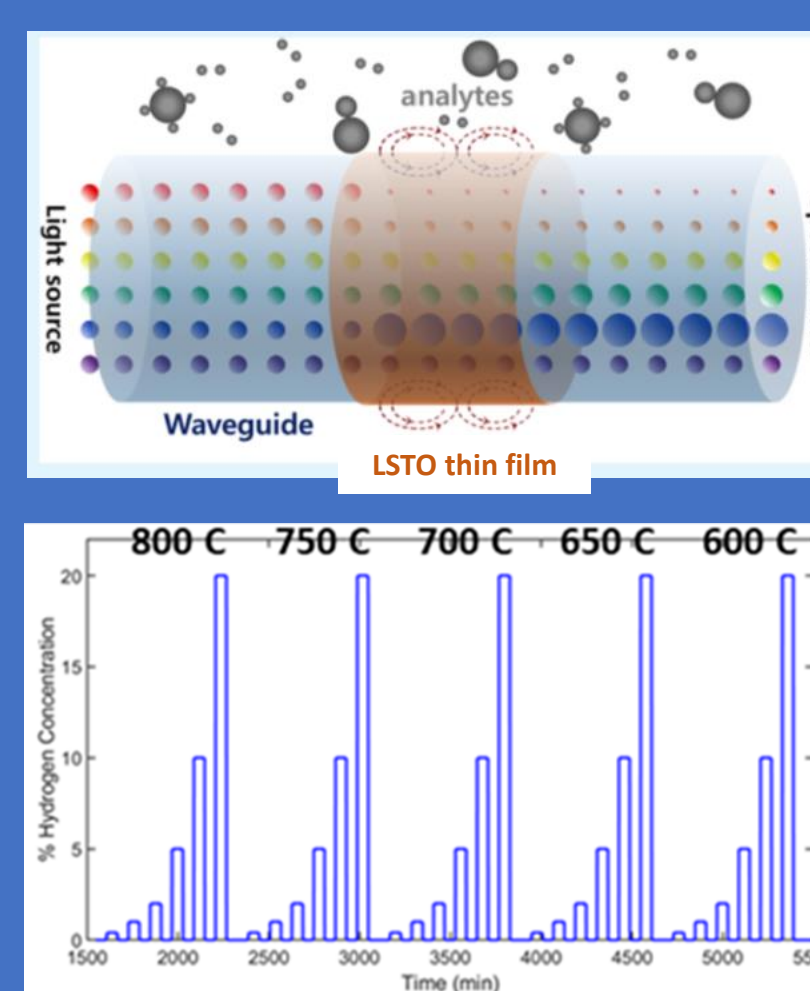 analytes
Light source
Waveguide
LSTO thin film
800 C 750 C 700 C 650 C 600 C
% Hydrogen Concentration
20
15
10
5
0
1500 2000 2500 3000 3500 4000 4500 5000 55
Time (min)